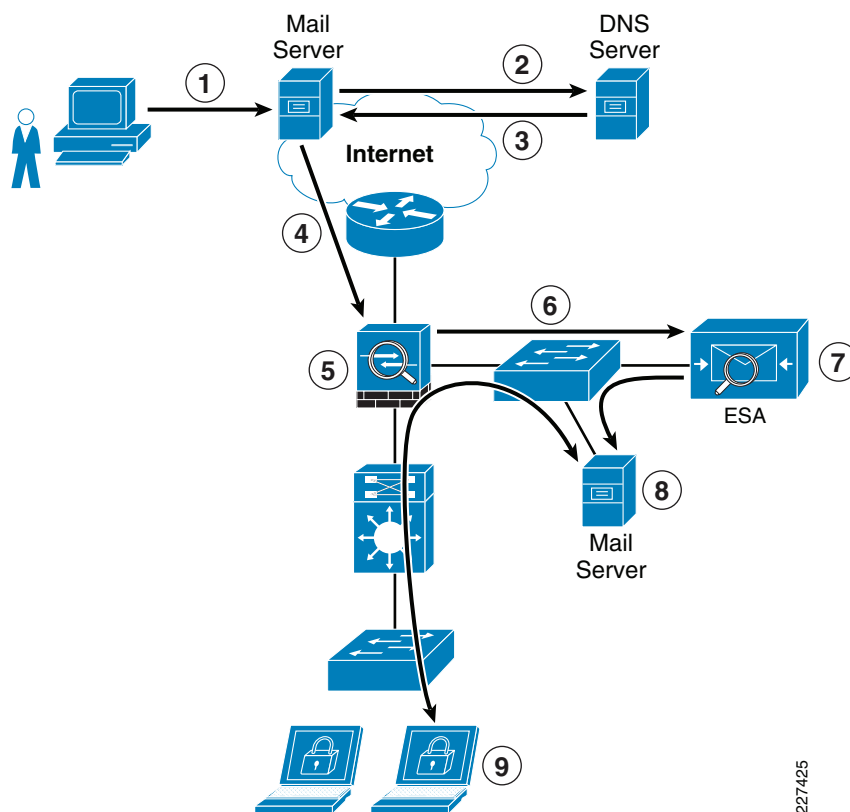 Mail
Server
DNS
Server
1
2
3
Internet
4
5
6
7
ESA
8
Mail
Server
9
227425